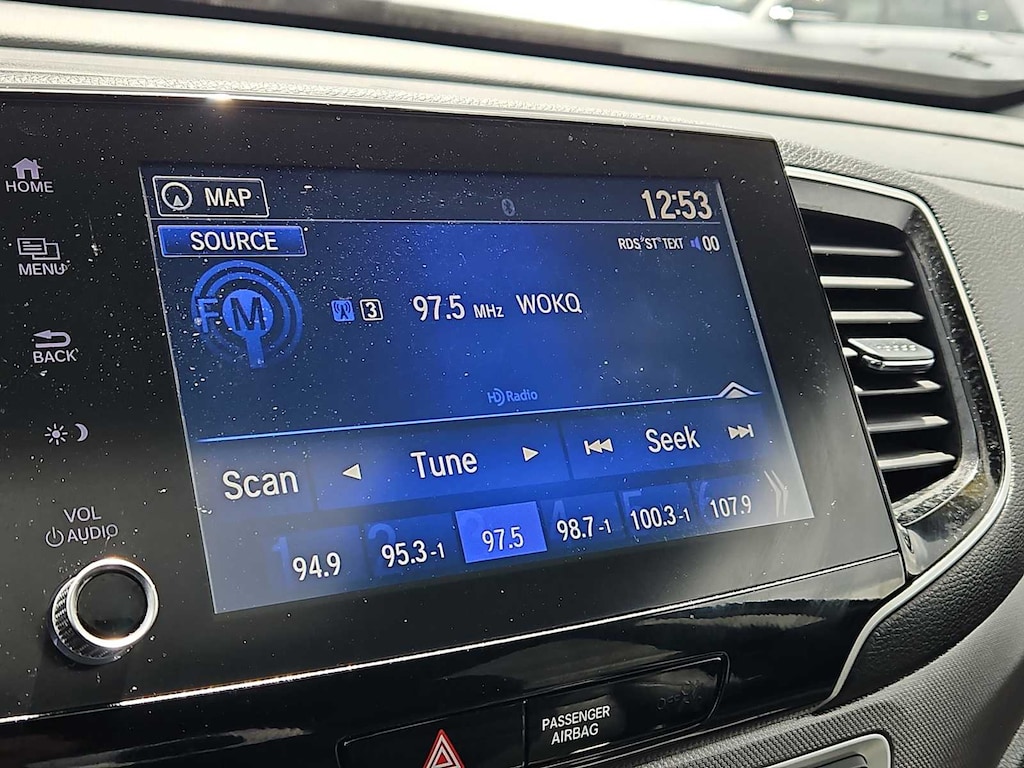 HOME
MENU
BACK
VOL
AUDIO
MAP
12:53
SOURCE
RDS ST TEXT 00
FM
3 97.5 MHz WOKQ
HD Radio
Scan Tune Seek
1 2 3 4 5 6
94.9 95.3-1 97.5 98.7-1 100.3-1 107.9
PASSENGER
AIRBAG